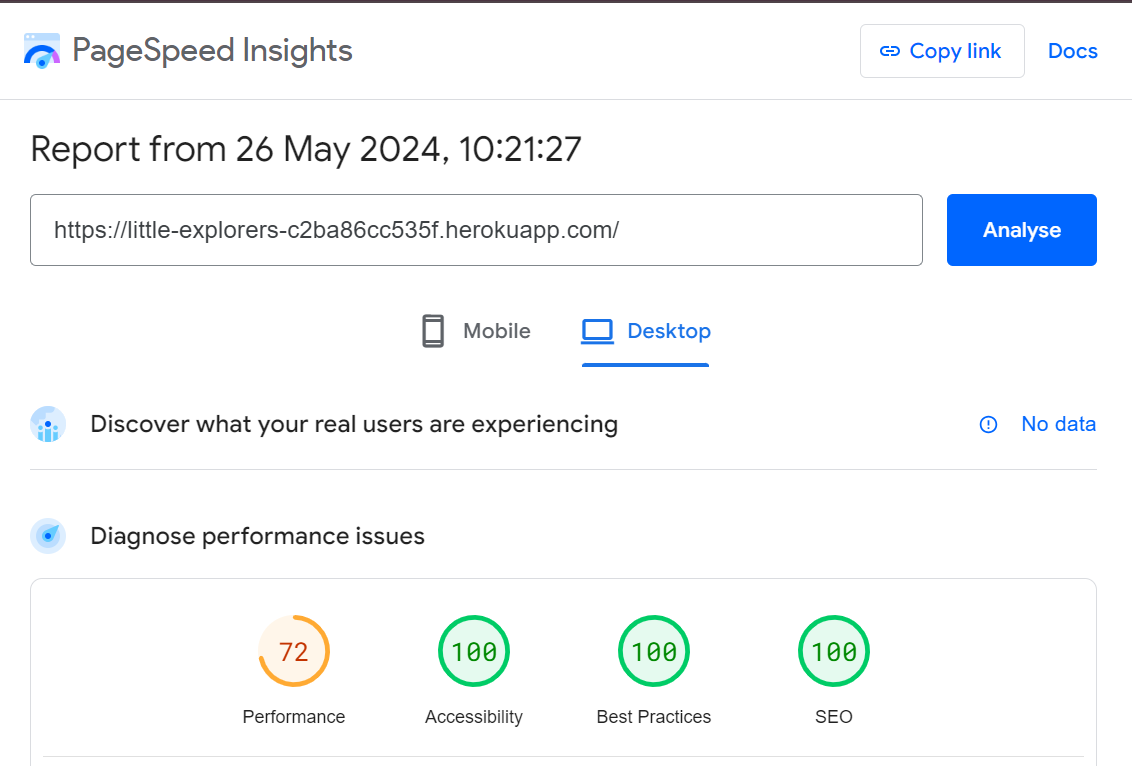 PageSpeed Insights
Copy link
Docs
Report from 26 May 2024, 10:21:27
https://little-explorers-c2ba86cc535f.herokuapp.com/
Analyse
Mobile
Desktop
Discover what your real users are experiencing
No data
Diagnose performance issues
72
100
100
100
Performance
Accessibility
Best Practices
SEO